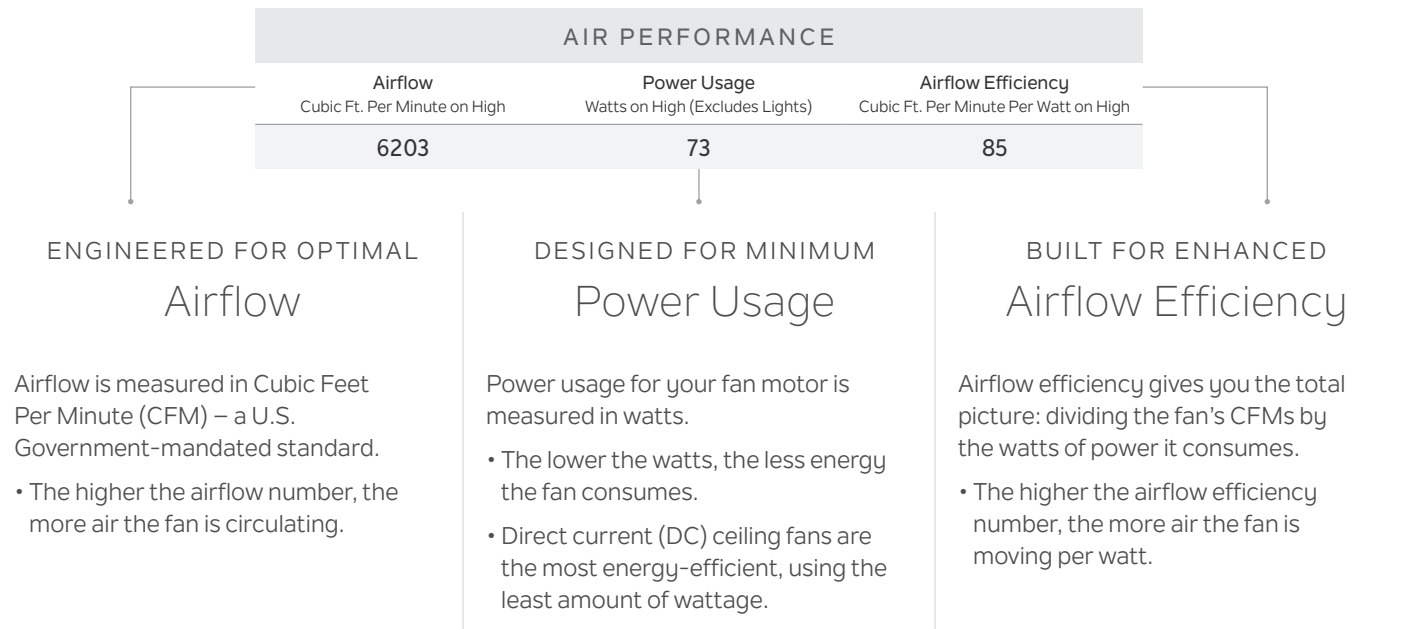 AIR PERFORMANCE
Airflow
Cubic Ft. Per Minute on High
Power Usage
Watts on High (Excludes Lights)
Airflow Efficiency
Cubic Ft. Per Minute Per Watt on High
6203
73
85
ENGINEERED FOR OPTIMAL
Airflow
Airflow is measured in Cubic Feet
Per Minute (CFM) – a U.S.
Government-mandated standard.
• The higher the airflow number, the
more air the fan is circulating.
DESIGNED FOR MINIMUM
Power Usage
Power usage for your fan motor is
measured in watts.
• The lower the watts, the less energy
the fan consumes.
• Direct current (DC) ceiling fans are
the most energy-efficient, using the
least amount of wattage.
BUILT FOR ENHANCED
Airflow Efficiency
Airflow efficiency gives you the total
picture: dividing the fan's CFMs by
the watts of power it consumes.
• The higher the airflow efficiency
number, the more air the fan is
moving per watt.